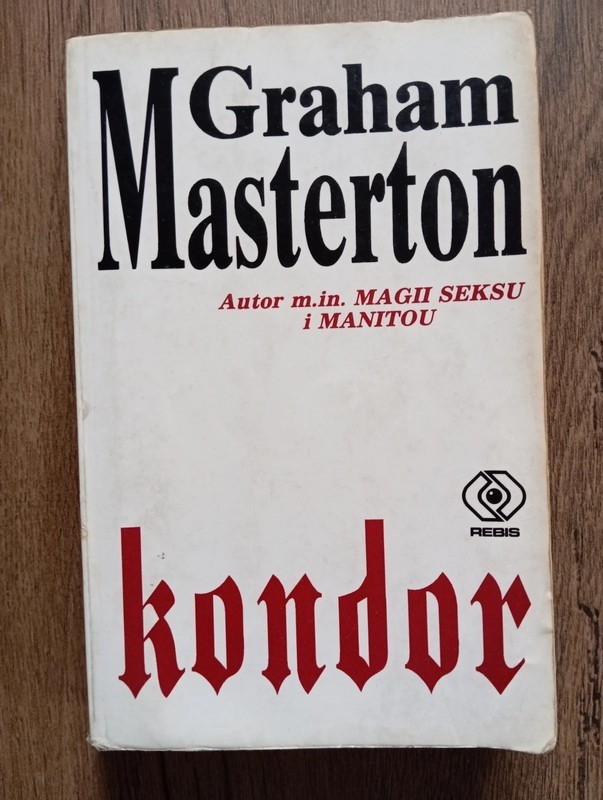 Graham
Masterton
Autor m.in. MAGII SEKSU
i MANITOU
REBIS
kondor